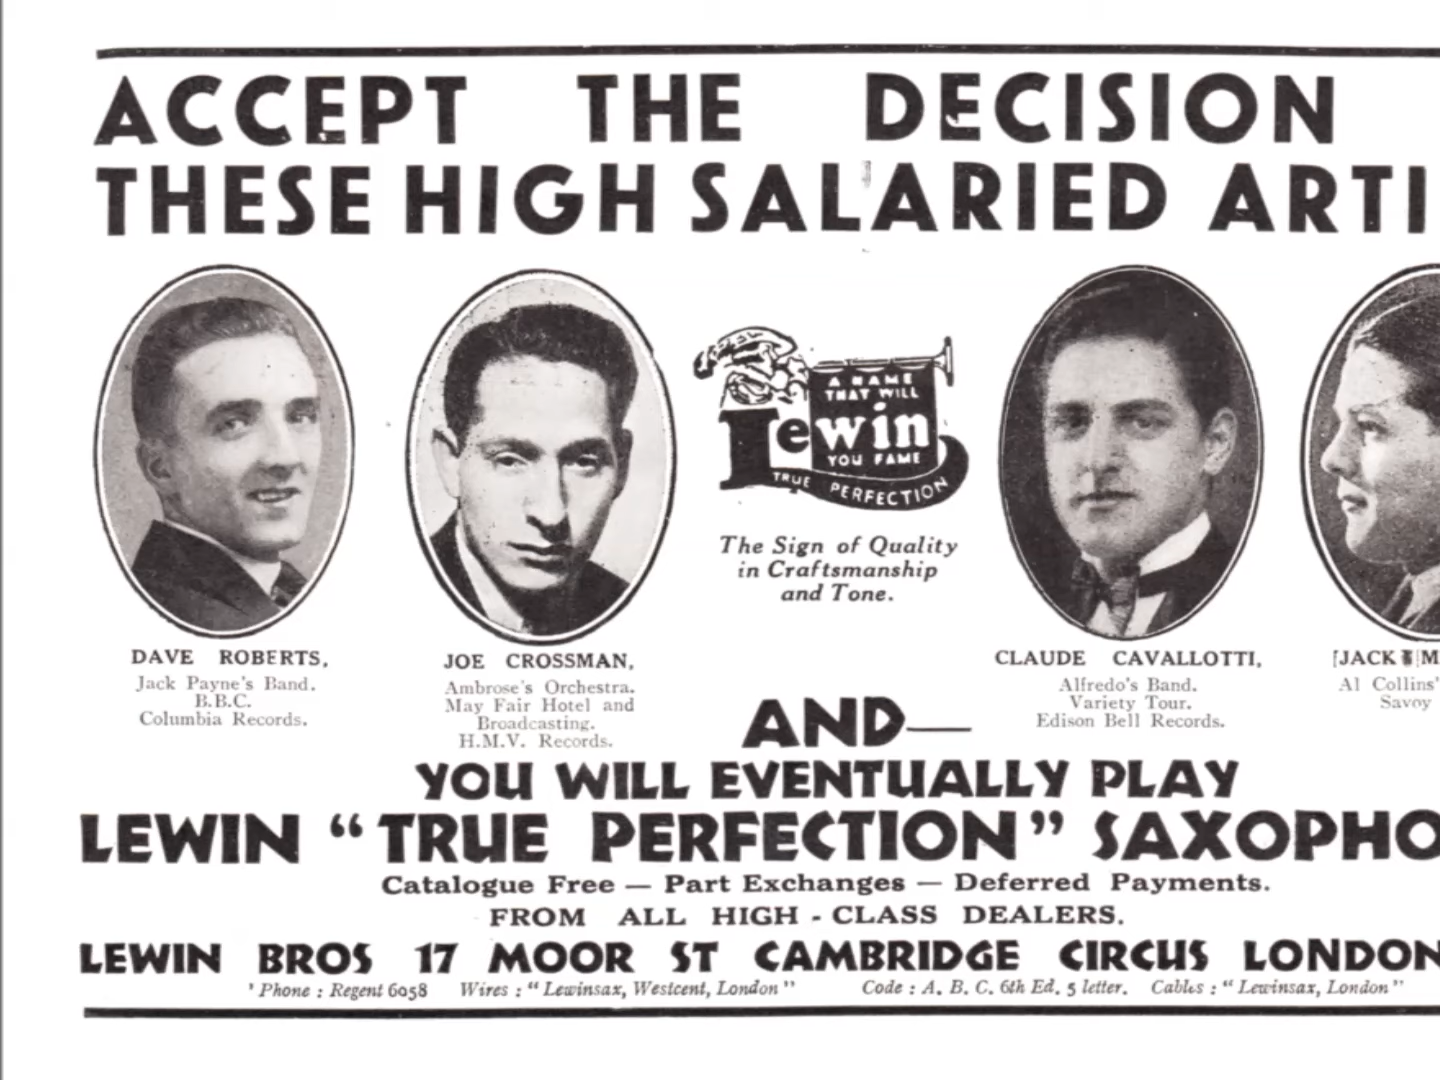 ACCEPT THE DECISION
THESE HIGH SALARIED ARTI
A NAME
THAT WILL
Lewin
YOU FAME
TRUE PERFECTION
The Sign of Quality
in Craftsmanship
and Tone.
DAVE ROBERTS,
Jack Payne's Band.
B.B.C.
Columbia Records.
JOE CROSSMAN,
Ambrose's Orchestra.
May Fair Hotel and
Broadcasting.
H.M.V. Records.
CLAUDE CAVALLOTTI,
Alfredo's Band.
Variety Tour.
Edison Bell Records.
JACK M
Al Collins'
Savoy
AND—
YOU WILL EVENTUALLY PLAY
LEWIN “TRUE PERFECTION” SAXOPHO
Catalogue Free — Part Exchanges — Deferred Payments.
FROM ALL HIGH - CLASS DEALERS.
LEWIN BROS 17 MOOR ST CAMBRIDGE CIRCUS LONDON
'Phone : Regent 6058 Wires : “Lewinsax, Westcent, London” Code : A. B. C. 6th Ed. 5 letter. Cables : “Lewinsax, London”